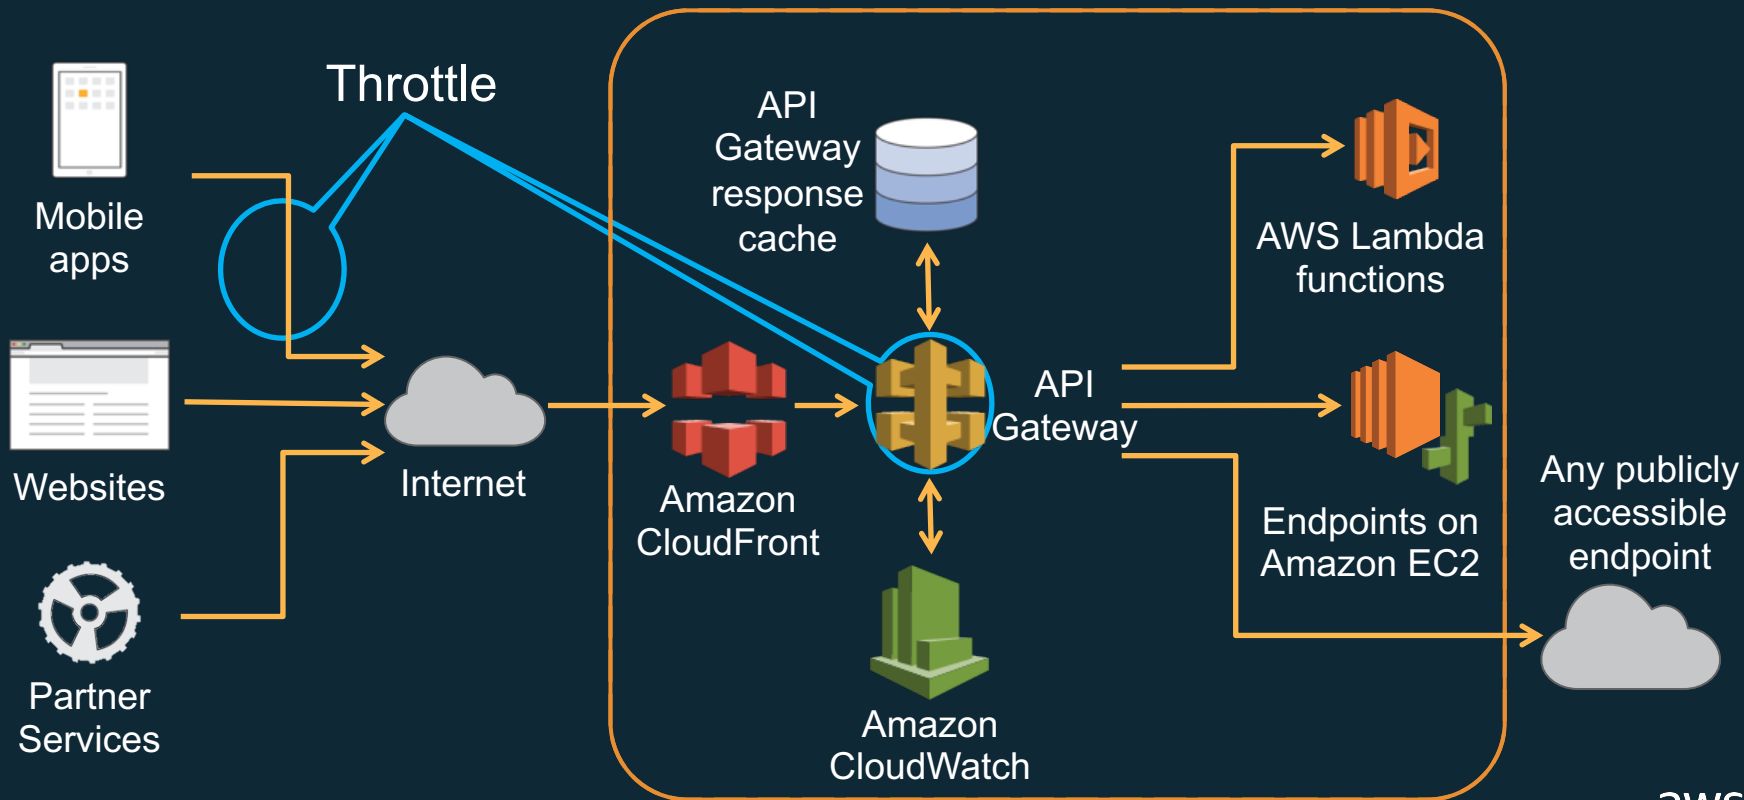 Throttle
Mobile
apps
Websites
Partner
Services
Internet
API
Gateway
response
cache
Amazon
CloudFront
API
Gateway
Amazon
CloudWatch
AWS Lambda
functions
Endpoints on
Amazon EC2
Any publicly
accessible
endpoint
aws